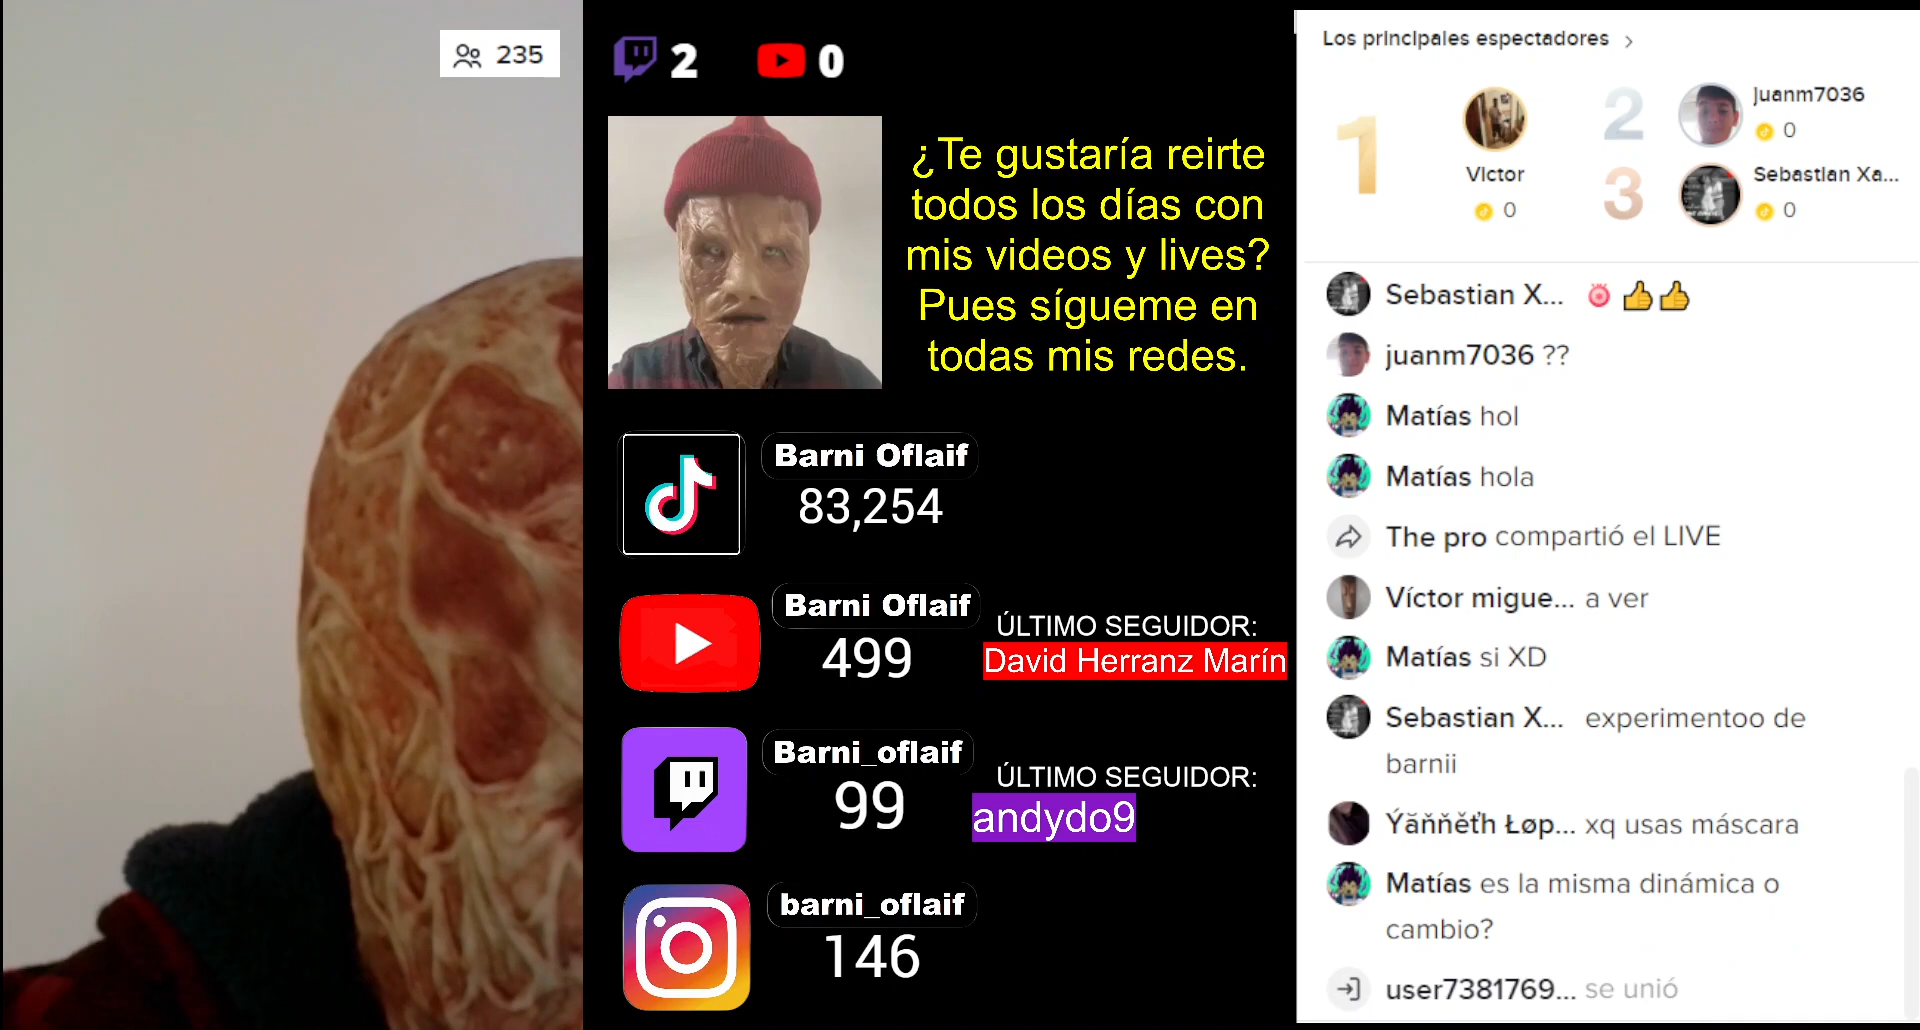 235
2
0
¿Te gustaría reirte
todos los días con
mis videos y lives?
Pues sígueme en
todas mis redes.
Barni Oflaif
83,254
Barni Oflaif
499
ÚLTIMO SEGUIDOR:
David Herranz Marín
Barni_oflaif
99
ÚLTIMO SEGUIDOR:
andydo9
barni_oflaif
146
Los principales espectadores
1
Victor
0
2
juanm7036
0
3
Sebastian Xa...
0
Sebastian X...
juanm7036 ??
Matías hol
Matías hola
The pro compartió el LIVE
Víctor migue... a ver
Matías si XD
Sebastian X... experimentoo de
barnii
Ýăňňěťh Łøp... xq usas máscara
Matías es la misma dinámica o
cambio?
user7381769... se unió